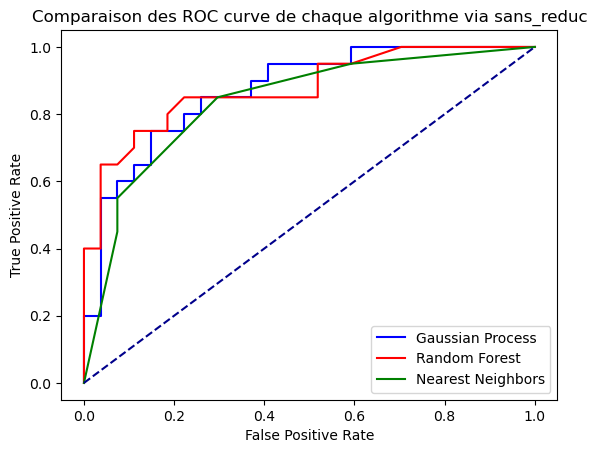 Comparaison des ROC curve de chaque algorithme via sans_reduc
1.0
0.8
0.6
0.4
0.2
0.0
True Positive Rate
Gaussian Process
Random Forest
Nearest Neighbors
0.0 0.2 0.4 0.6 0.8 1.0
False Positive Rate